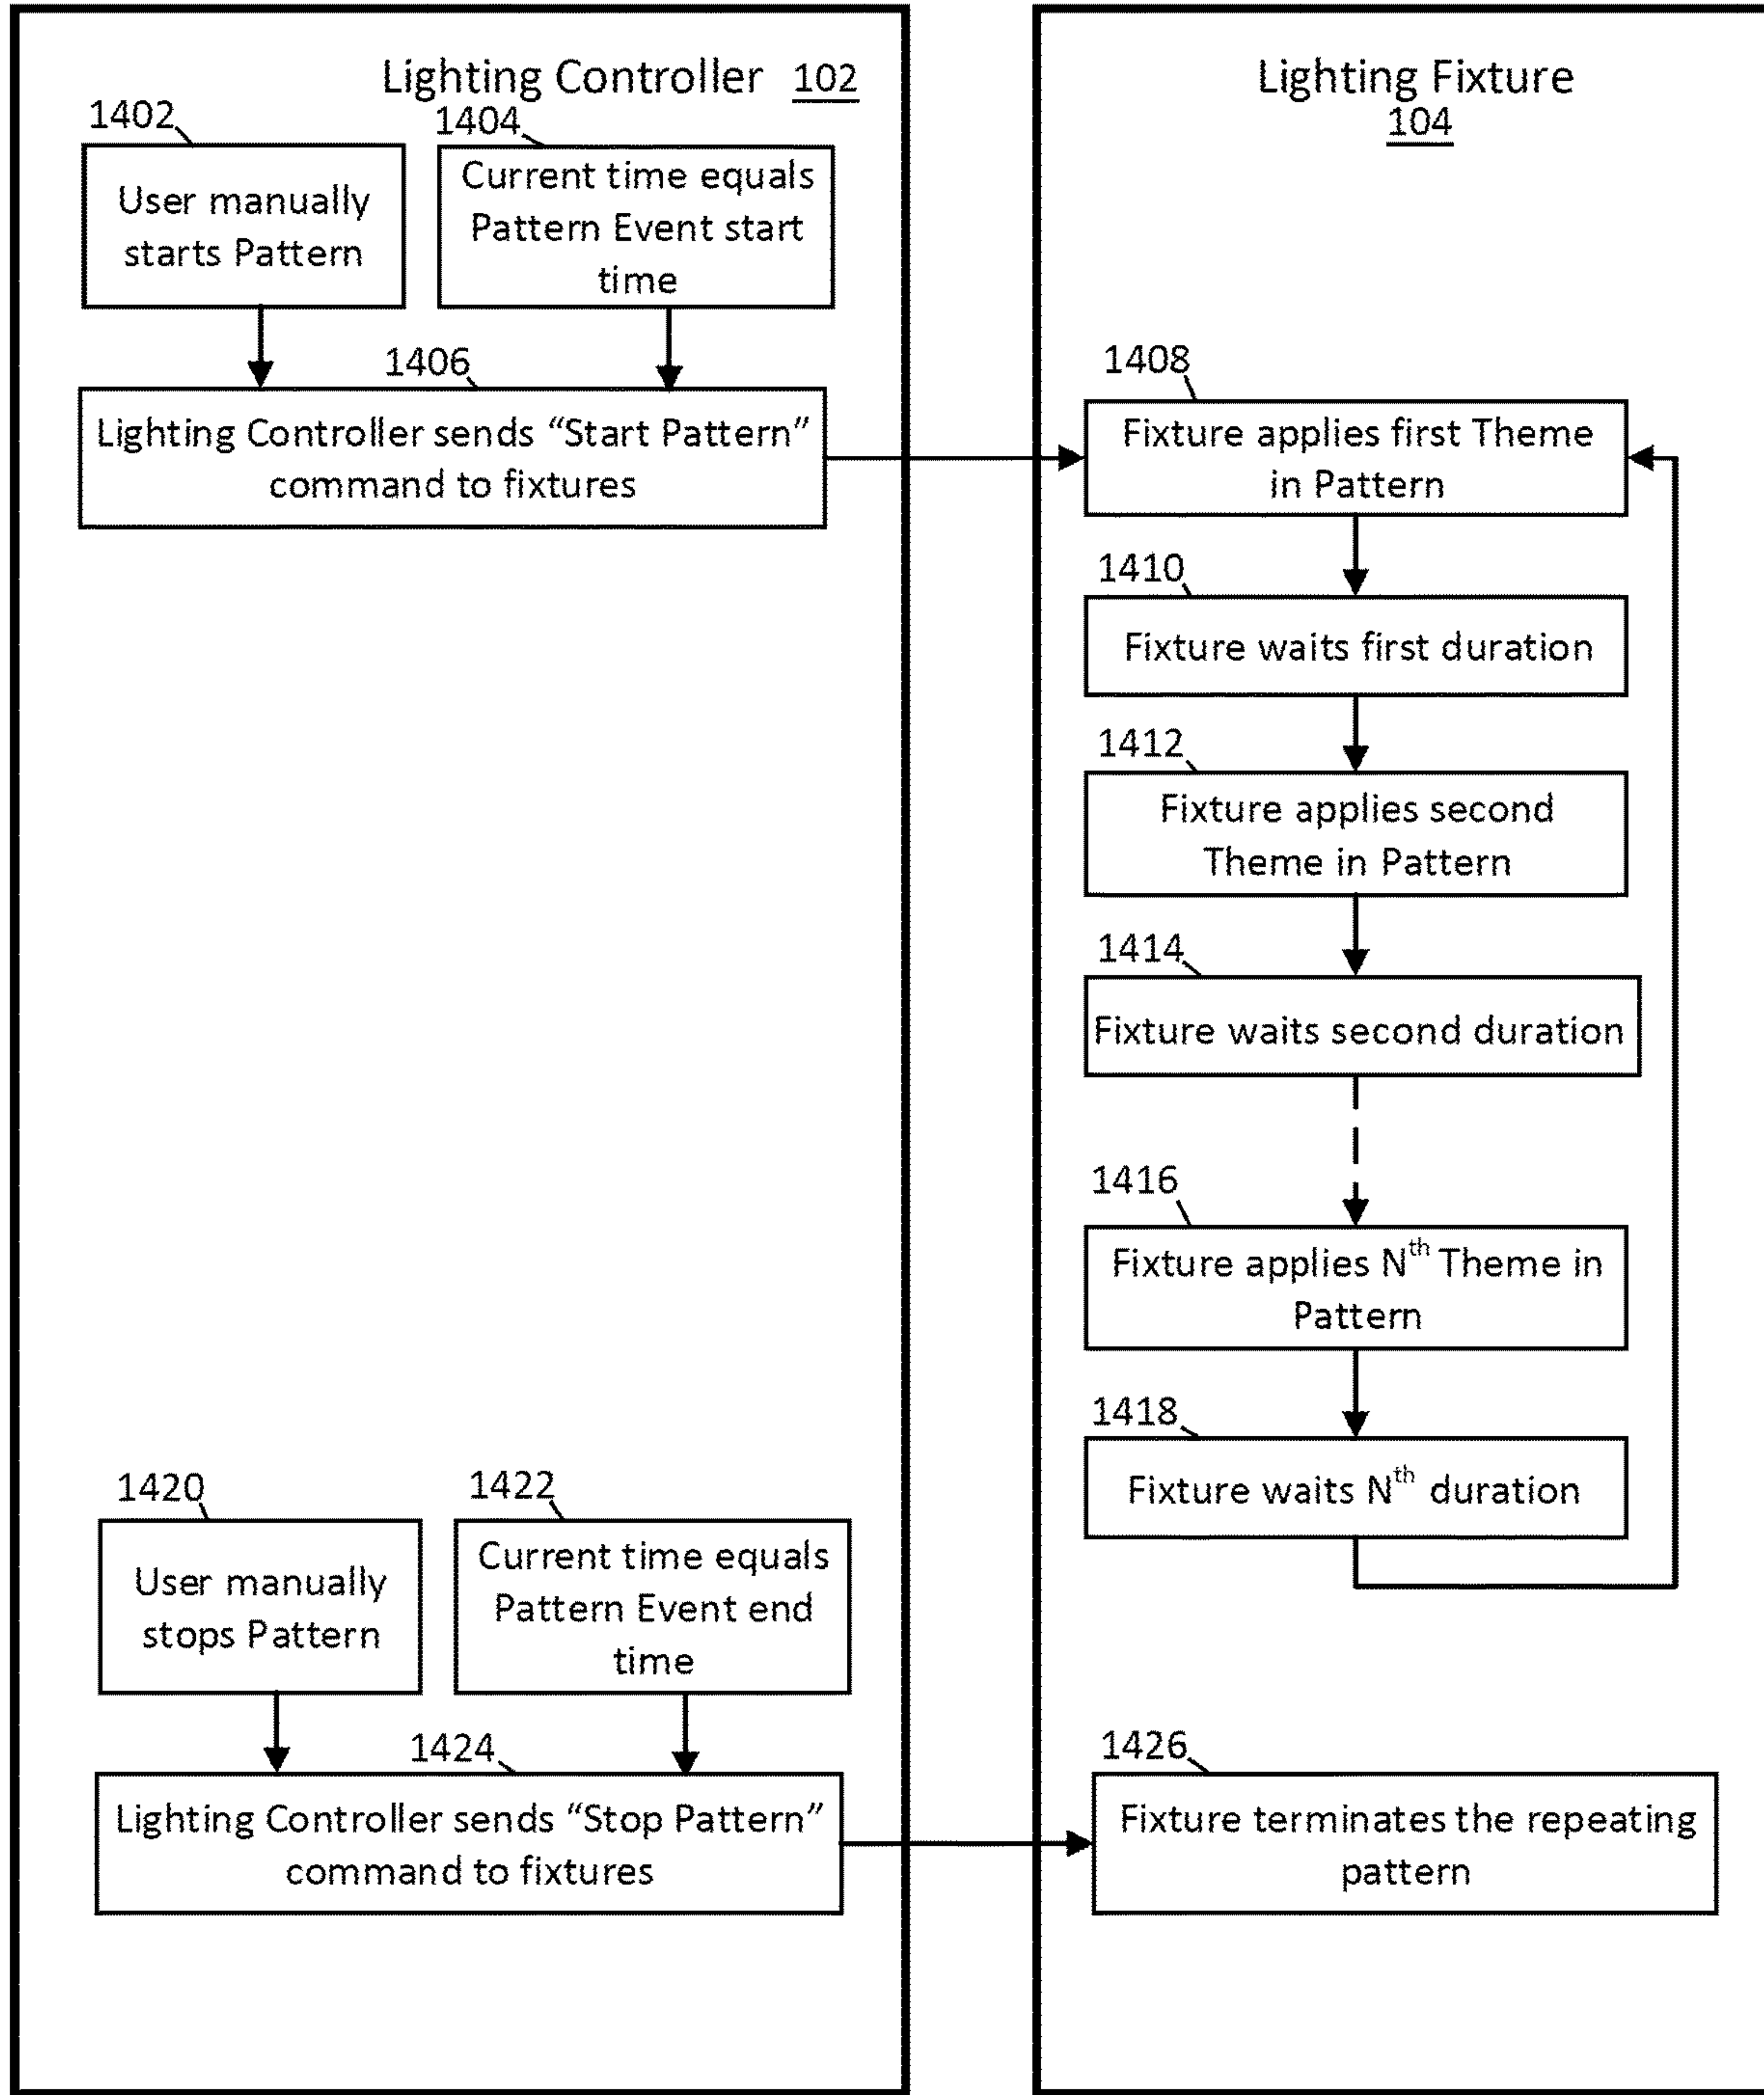 Lighting Controller 102
1402
User manually
starts Pattern
1404
Current time equals
Pattern Event start
time
1406
Lighting Controller sends “Start Pattern”
command to fixtures
1420
User manually
stops Pattern
1422
Current time equals
Pattern Event end
time
1424
Lighting Controller sends “Stop Pattern”
command to fixtures
Lighting Fixture
104
1408
Fixture applies first Theme
in Pattern
1410
Fixture waits first duration
1412
Fixture applies second
Theme in Pattern
1414
Fixture waits second duration
1416
Fixture applies Nth Theme in
Pattern
1418
Fixture waits Nth duration
1426
Fixture terminates the repeating
pattern